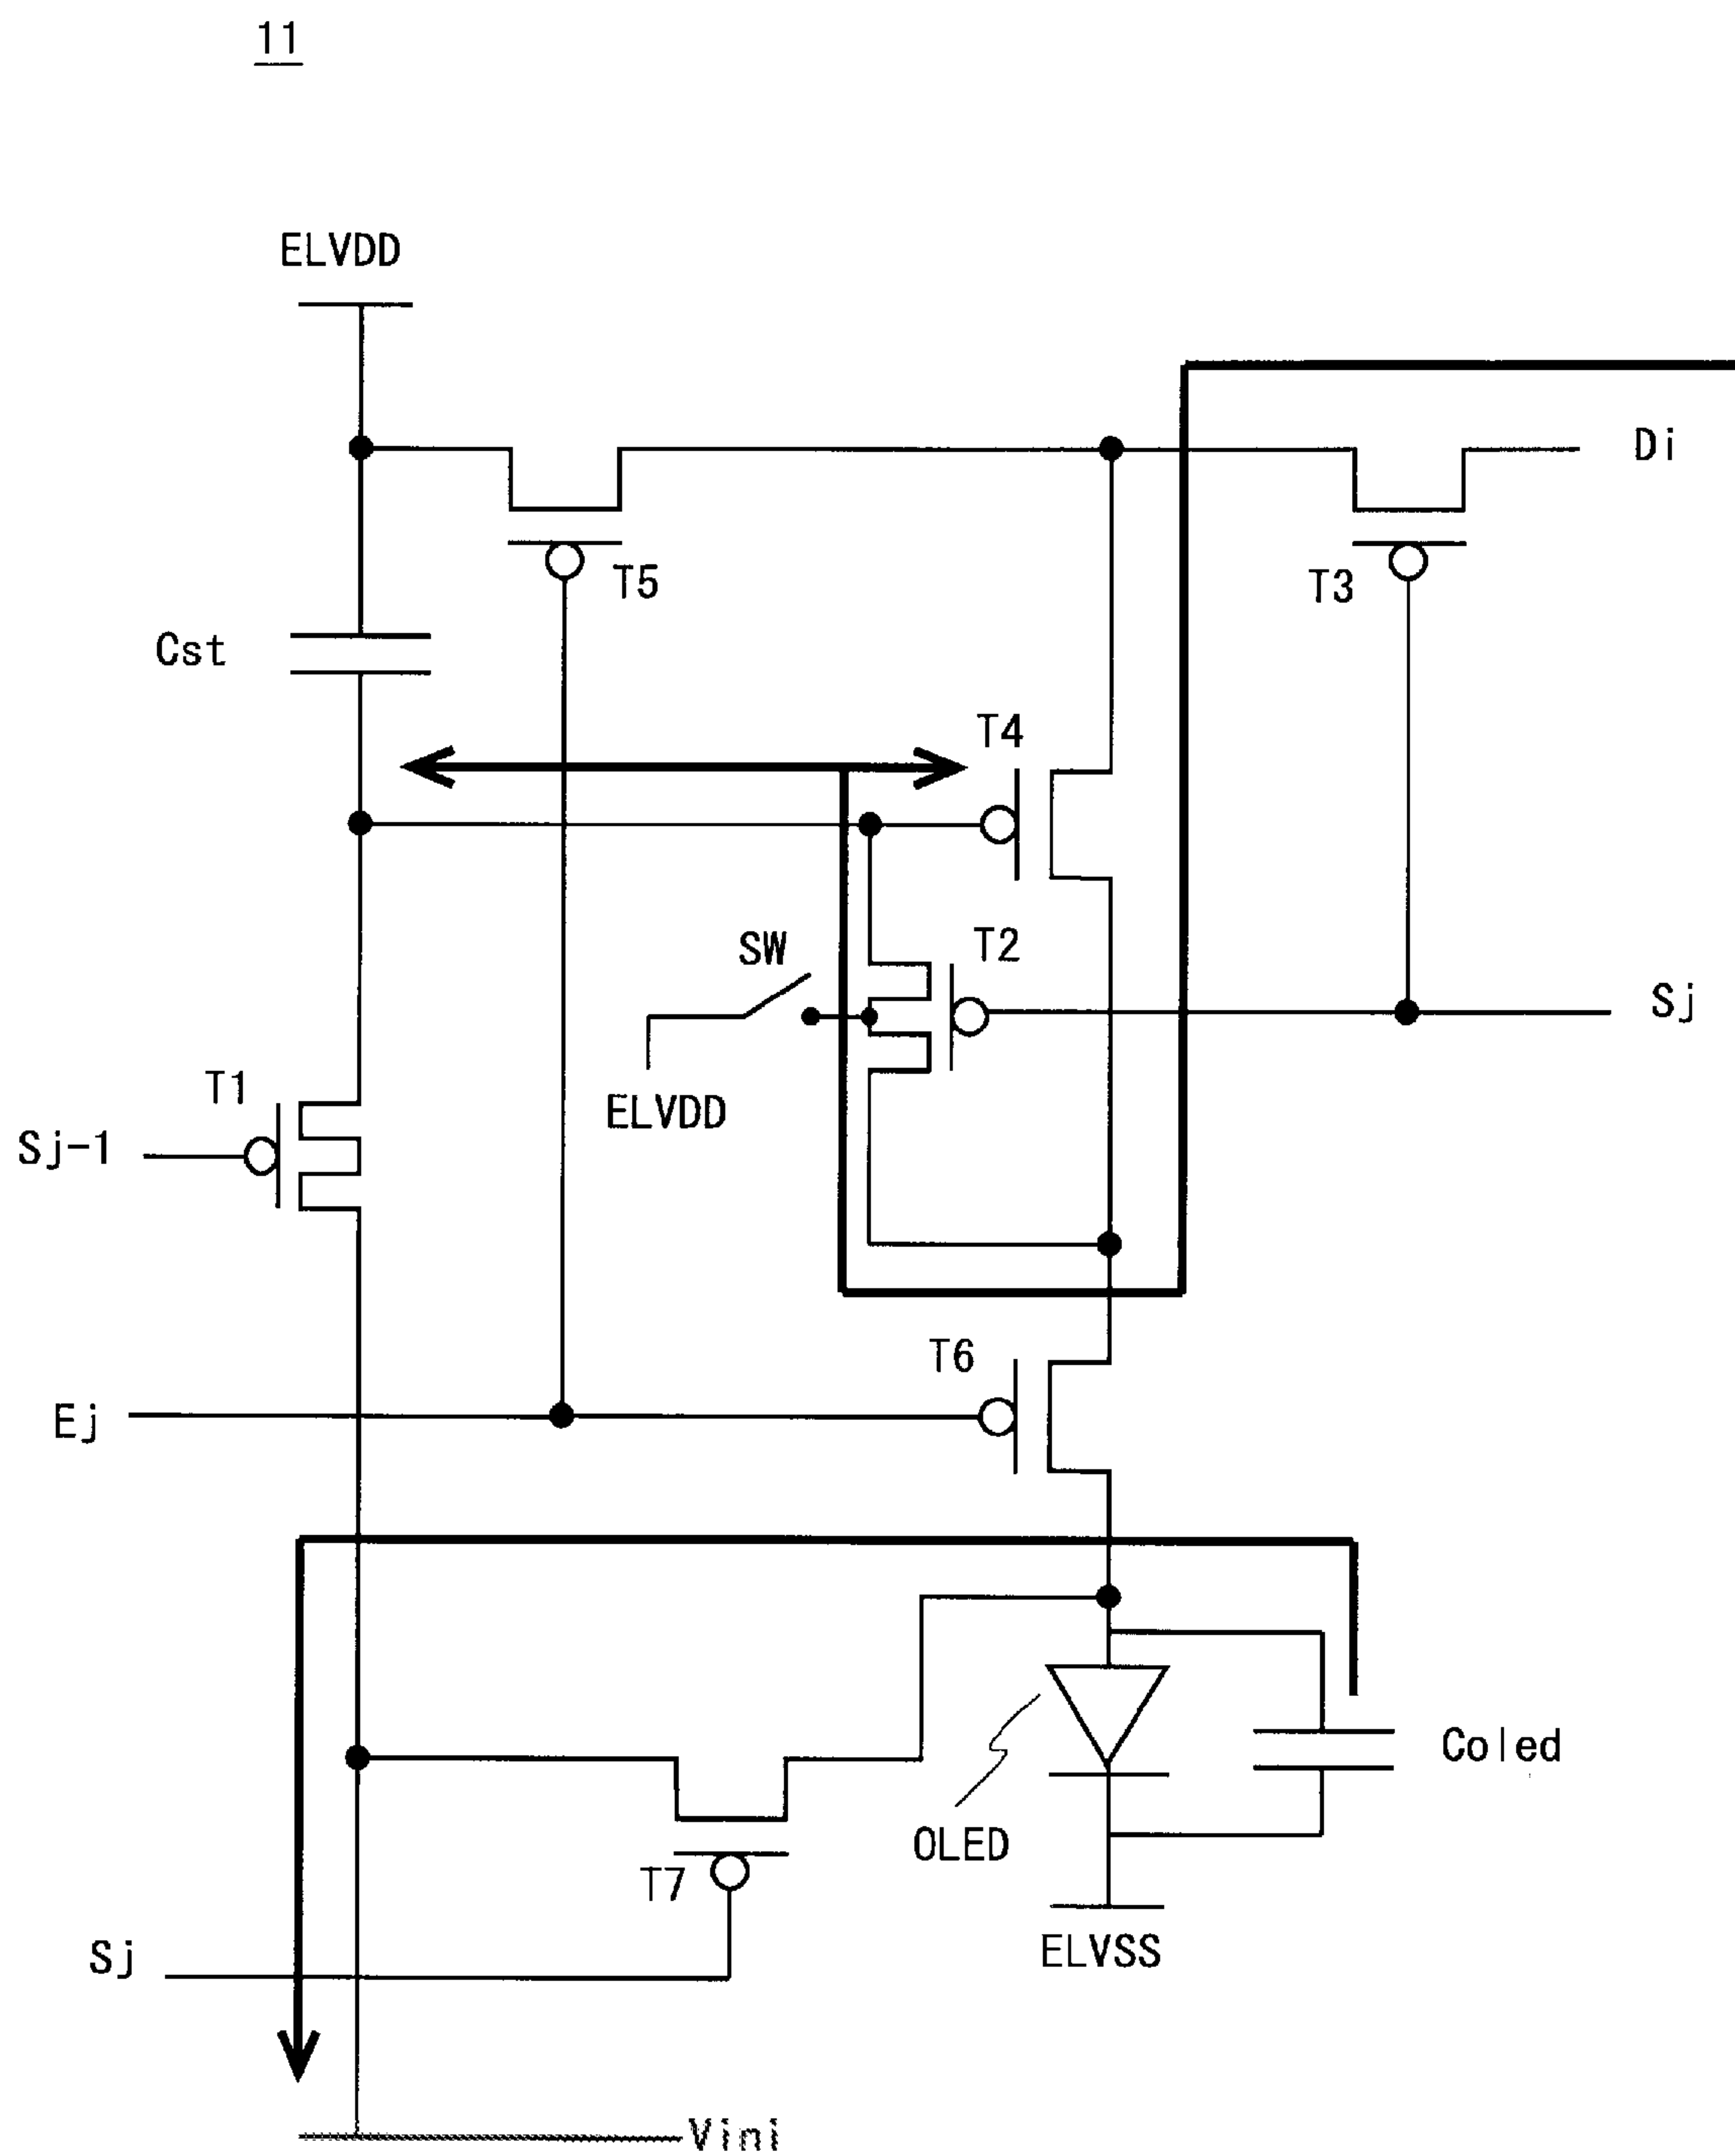 11
ELVDD
Di
T5
T3
Cst
T4
SW
T2
Sj
ELVDD
T1
Sj-1
T6
Ej
Coled
OLED
T7
ELVSS
Sj
Vini